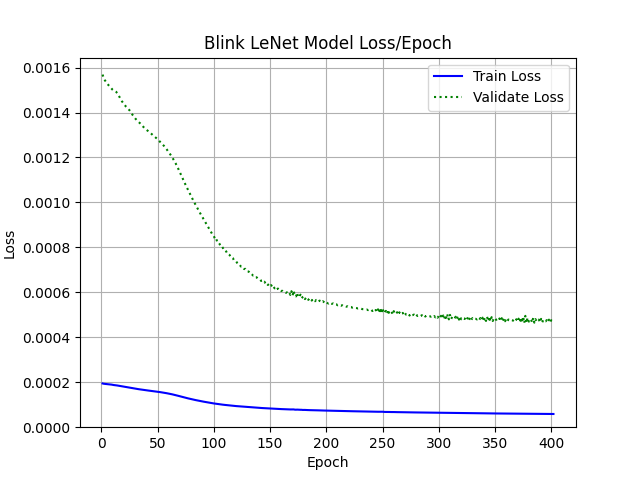 Blink LeNet Model Loss/Epoch
Train Loss
Validate Loss
Loss
0.0016
0.0014
0.0012
0.0010
0.0008
0.0006
0.0004
0.0002
0.0000
0 50 100 150 200 250 300 350 400
Epoch